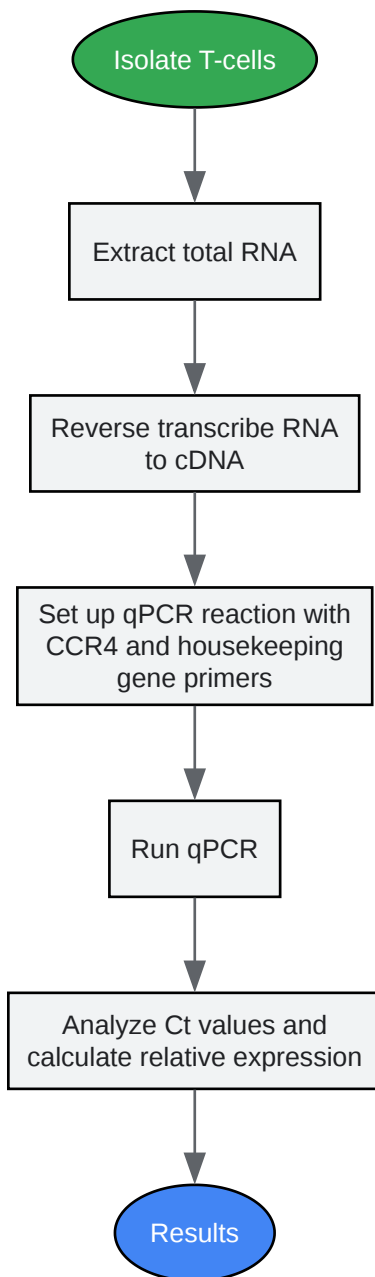 Isolate T-cells
Extract total RNA
Reverse transcribe RNA
to cDNA
Set up qPCR reaction with
CCR4 and housekeeping
gene primers
Run qPCR
Analyze Ct values and
calculate relative expression
Results